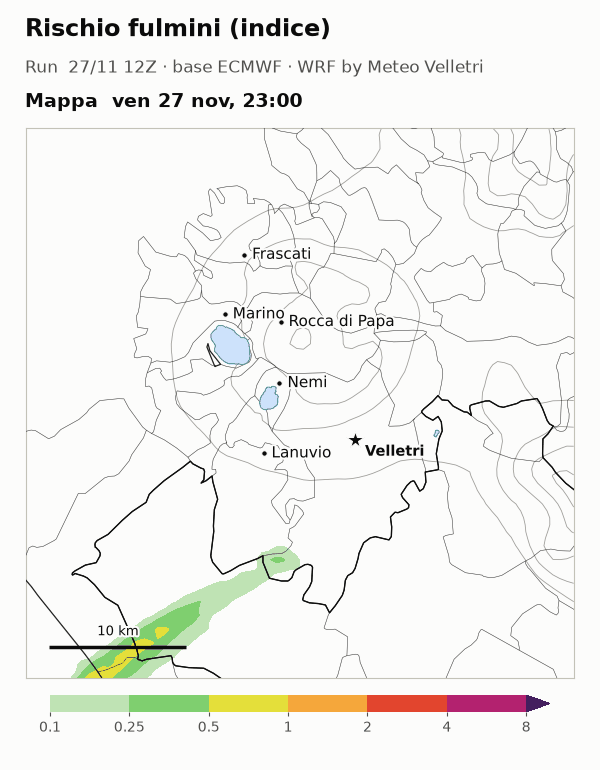 Rischio fulmini (indice)
Run  27/11 12Z · base ECMWF · WRF by Meteo Velletri
Mappa  ven 27 nov, 23:00
Frascati
Marino
Rocca di Papa
Nemi
Velletri
Lanuvio
10 km
0.1 0.25 0.5 1 2 4 8